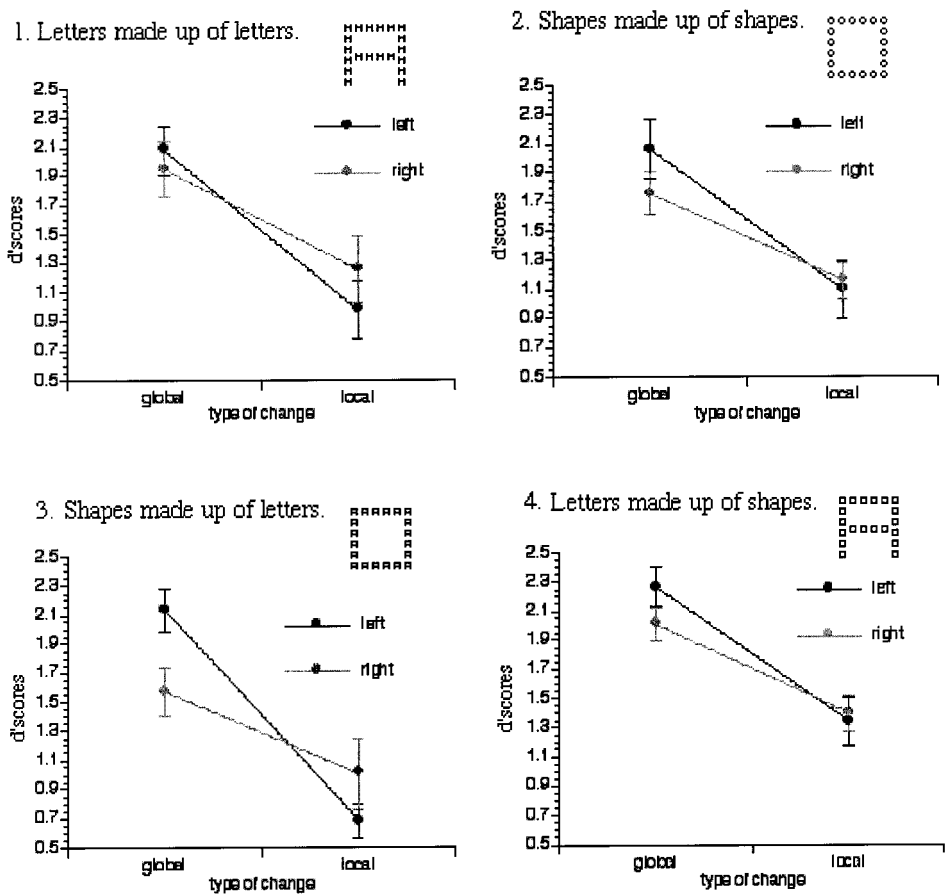 1. Letters made up of letters.
2.5
2.3
2.1
1.9
1.7
1.5
1.3
1.1
0.9
0.7
0.5
d'scores
left
right
global
local
type of change
2. Shapes made up of shapes.
2.5
2.3
2.1
1.9
1.7
1.5
1.3
1.1
0.9
0.7
0.5
d'scores
left
right
global
local
type of change
3. Shapes made up of letters.
2.5
2.3
2.1
1.9
1.7
1.5
1.3
1.1
0.9
0.7
0.5
d'scores
left
right
global
local
type of change
4. Letters made up of shapes.
2.5
2.3
2.1
1.9
1.7
1.5
1.3
1.1
0.9
0.7
0.5
d'scores
left
right
global
local
type of change